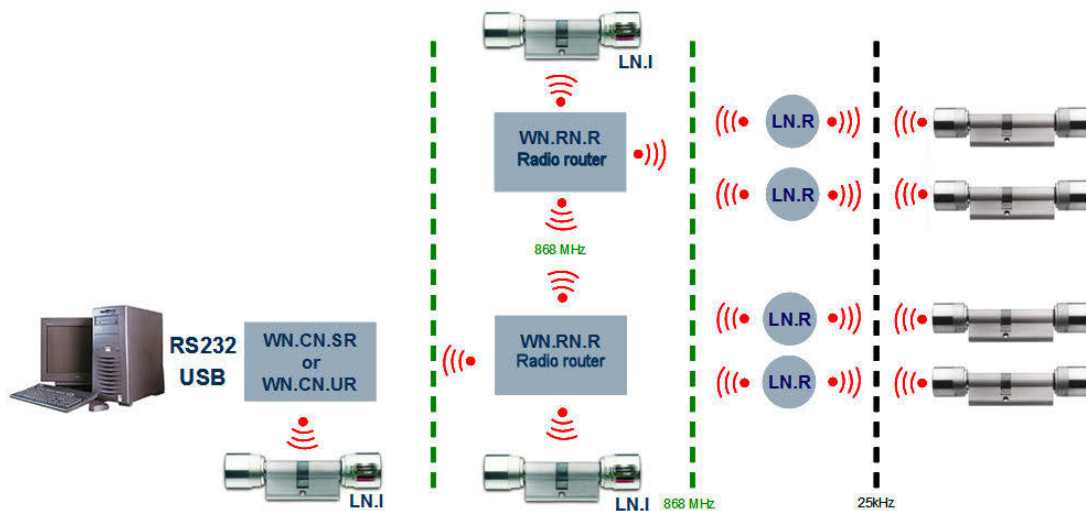 LN.I
WN.RN.R
Radio router
LN.R
LN.R
868 MHz
RS232
USB
WN.CN.SR
or
WN.CN.UR
WN.RN.R
Radio router
LN.R
LN.R
LN.I
LN.I
868 MHz
25kHz